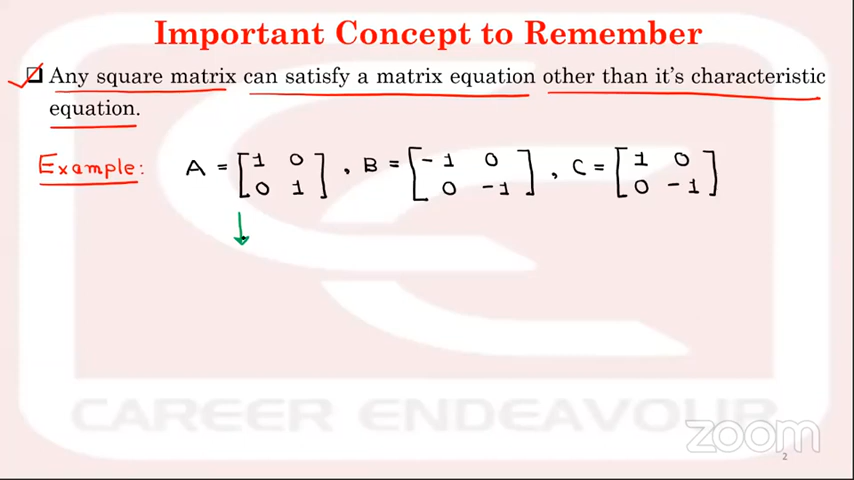 Important Concept to Remember
Any square matrix can satisfy a matrix equation other than it's characteristic
equation.
Example: A = [1 0 0 1], B = [-1 0 0 -1], C = [1 0 0 -1]
CAREER ENDEAVOUR
zoom
2